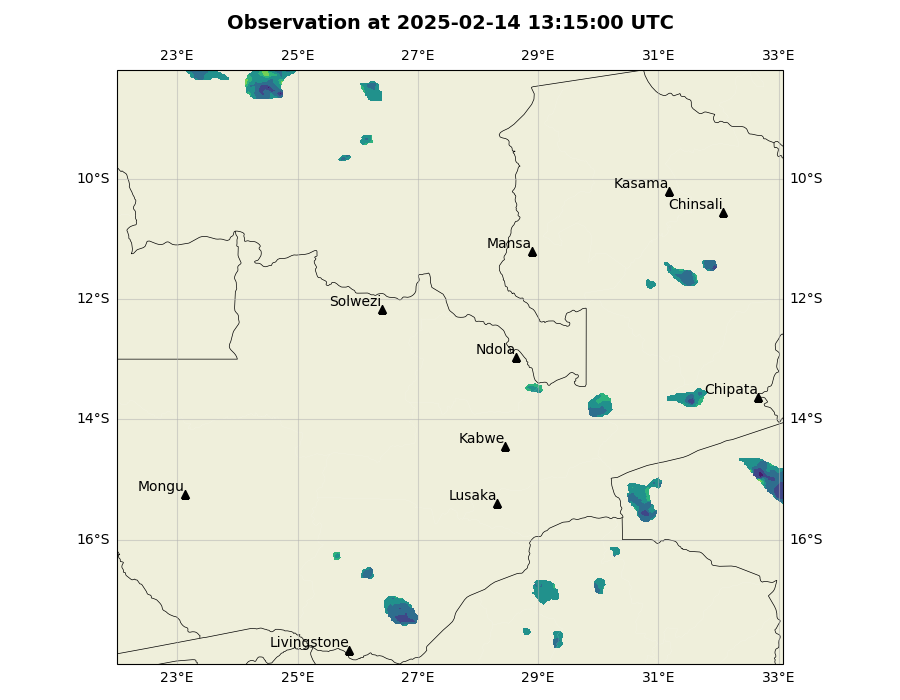 Observation at 2025-02-14 13:15:00 UTC
23°E 25°E 27°E 29°E 31°E 33°E
10°S 10°S
Kasama
Chinsali
Mansa
12°S 12°S
Solwezi
Ndola
Chipata
14°S 14°S
Kabwe
Mongu
Lusaka
16°S 16°S
Livingstone
23°E 25°E 27°E 29°E 31°E 33°E